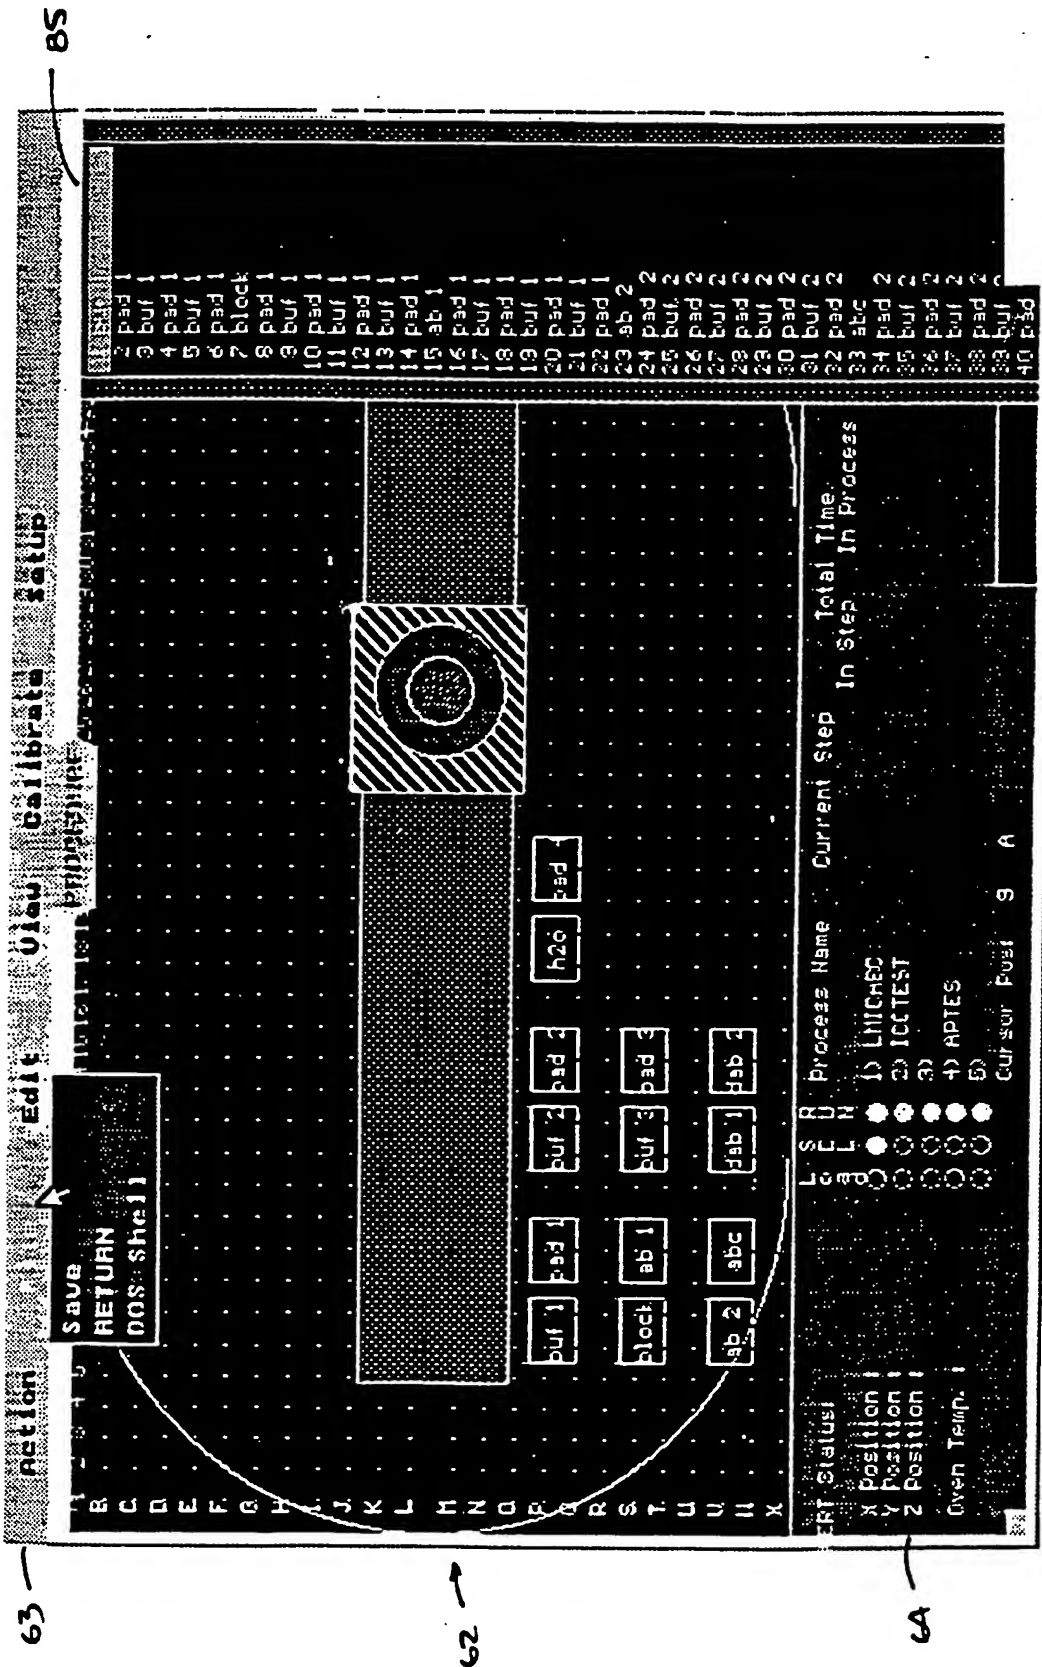 63
85
62
64
Action Edit View Calibrate Setup
Save
RETURN
DOS Shell
B
C
D
E
F
G
H
I
J
K
L
M
N
O
P
Q
R
S
T
U
V
W
X
buf 1 pad 1 buf 2 pad 2 h2o pad 4
block ab 1 buf 3 pad 3
ab 2 abc dab 1 dab 2
2 pad 1
3 buf 1
4 pad 1
5 buf 1
6 pad 1
7 block
8 pad 1
9 buf 1
10 pad 1
11 buf 1
12 pad 1
13 buf 1
14 pad 1
15 ab 1
16 pad 1
17 buf 1
18 pad 1
19 buf 1
20 pad 1
21 buf 1
22 pad 1
23 ab 2
24 pad 2
25 buf 2
26 pad 2
27 buf 2
28 pad 2
29 buf 2
30 pad 2
31 buf 2
32 pad 2
33 abc
34 pad 2
35 buf 2
36 pad 2
37 buf 2
38 pad 2
39 buf
40 pad
ERT Status:
X Position :
Y Position :
Z Position :
Oven Temp. :
Load SEL RUN
Process Name Current Step Total Time
In Step In Process
1) LMICHEC
2) ICCTEST
3)
4) APTES
5)
Cursor Pos: 9 A